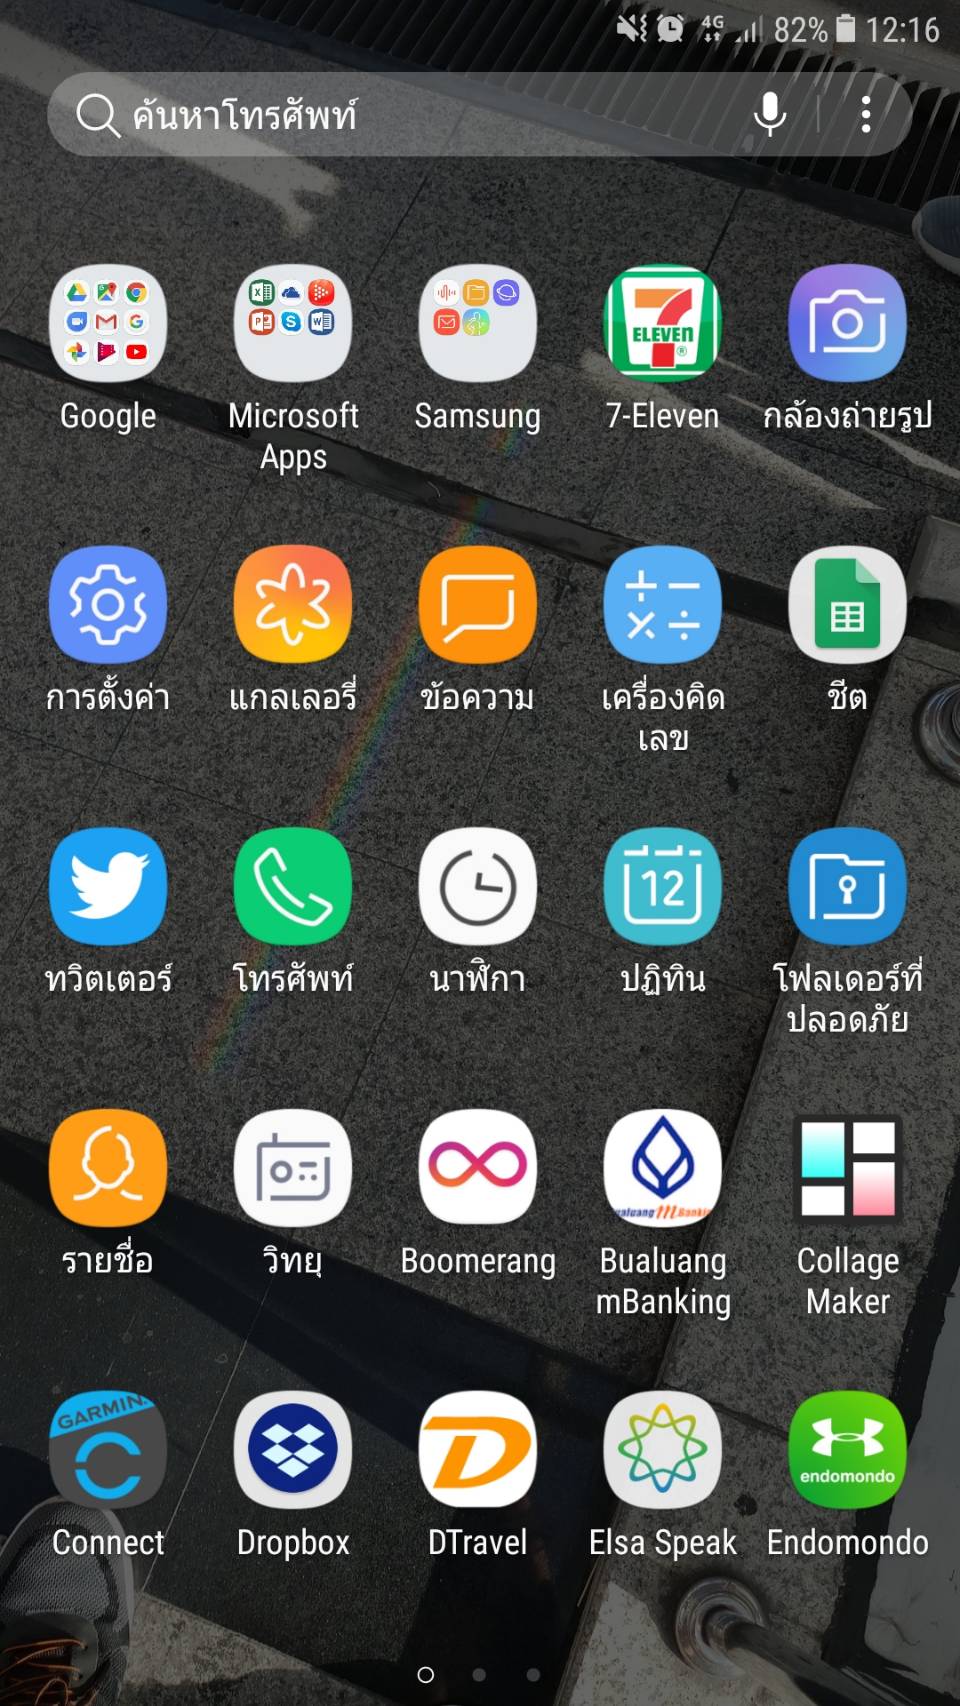 4G 82% 12:16
ค้นหาโทรศัพท์
7
ELEVEN
Google
Microsoft
Apps
Samsung
7-Eleven
กล้องถ่ายรูป
การตั้งค่า
แกลเลอรี่
ข้อความ
เครื่องคิด
เลข
ชีต
12
ทวิตเตอร์
โทรศัพท์
นาฬิกา
ปฏิทิน
โฟลเดอร์ที่
ปลอดภัย
รายชื่อ
วิทยุ
Boomerang
Bualuang
mBanking
Collage
Maker
GARMIN
endomondo
Connect
Dropbox
DTravel
Elsa Speak
Endomondo